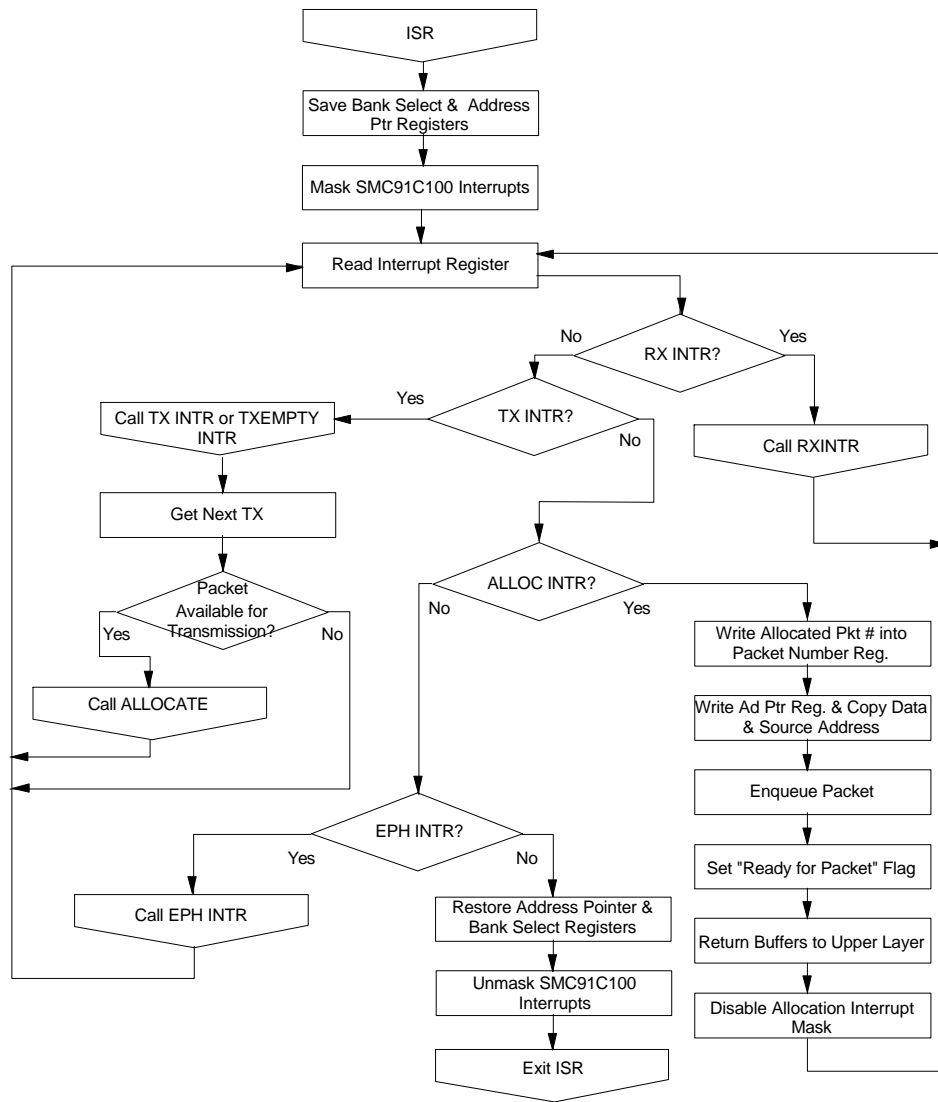 ISR
Save Bank Select & Address
Ptr Registers
Mask SMC91C100 Interrupts
Read Interrupt Register
No
RX INTR?
Yes
Yes
TX INTR?
No
Call TX INTR or TXEMPTY
INTR
Call RXINTR
Get Next TX
ALLOC INTR?
No
Yes
Packet
Available for
Transmission?
Yes
No
Write Allocated Pkt # into
Packet Number Reg.
Call ALLOCATE
Write Ad Ptr Reg. & Copy Data
& Source Address
Enqueue Packet
EPH INTR?
Yes
No
Set "Ready for Packet" Flag
Call EPH INTR
Restore Address Pointer &
Bank Select Registers
Return Buffers to Upper Layer
Unmask SMC91C100
Interrupts
Disable Allocation Interrupt
Mask
Exit ISR